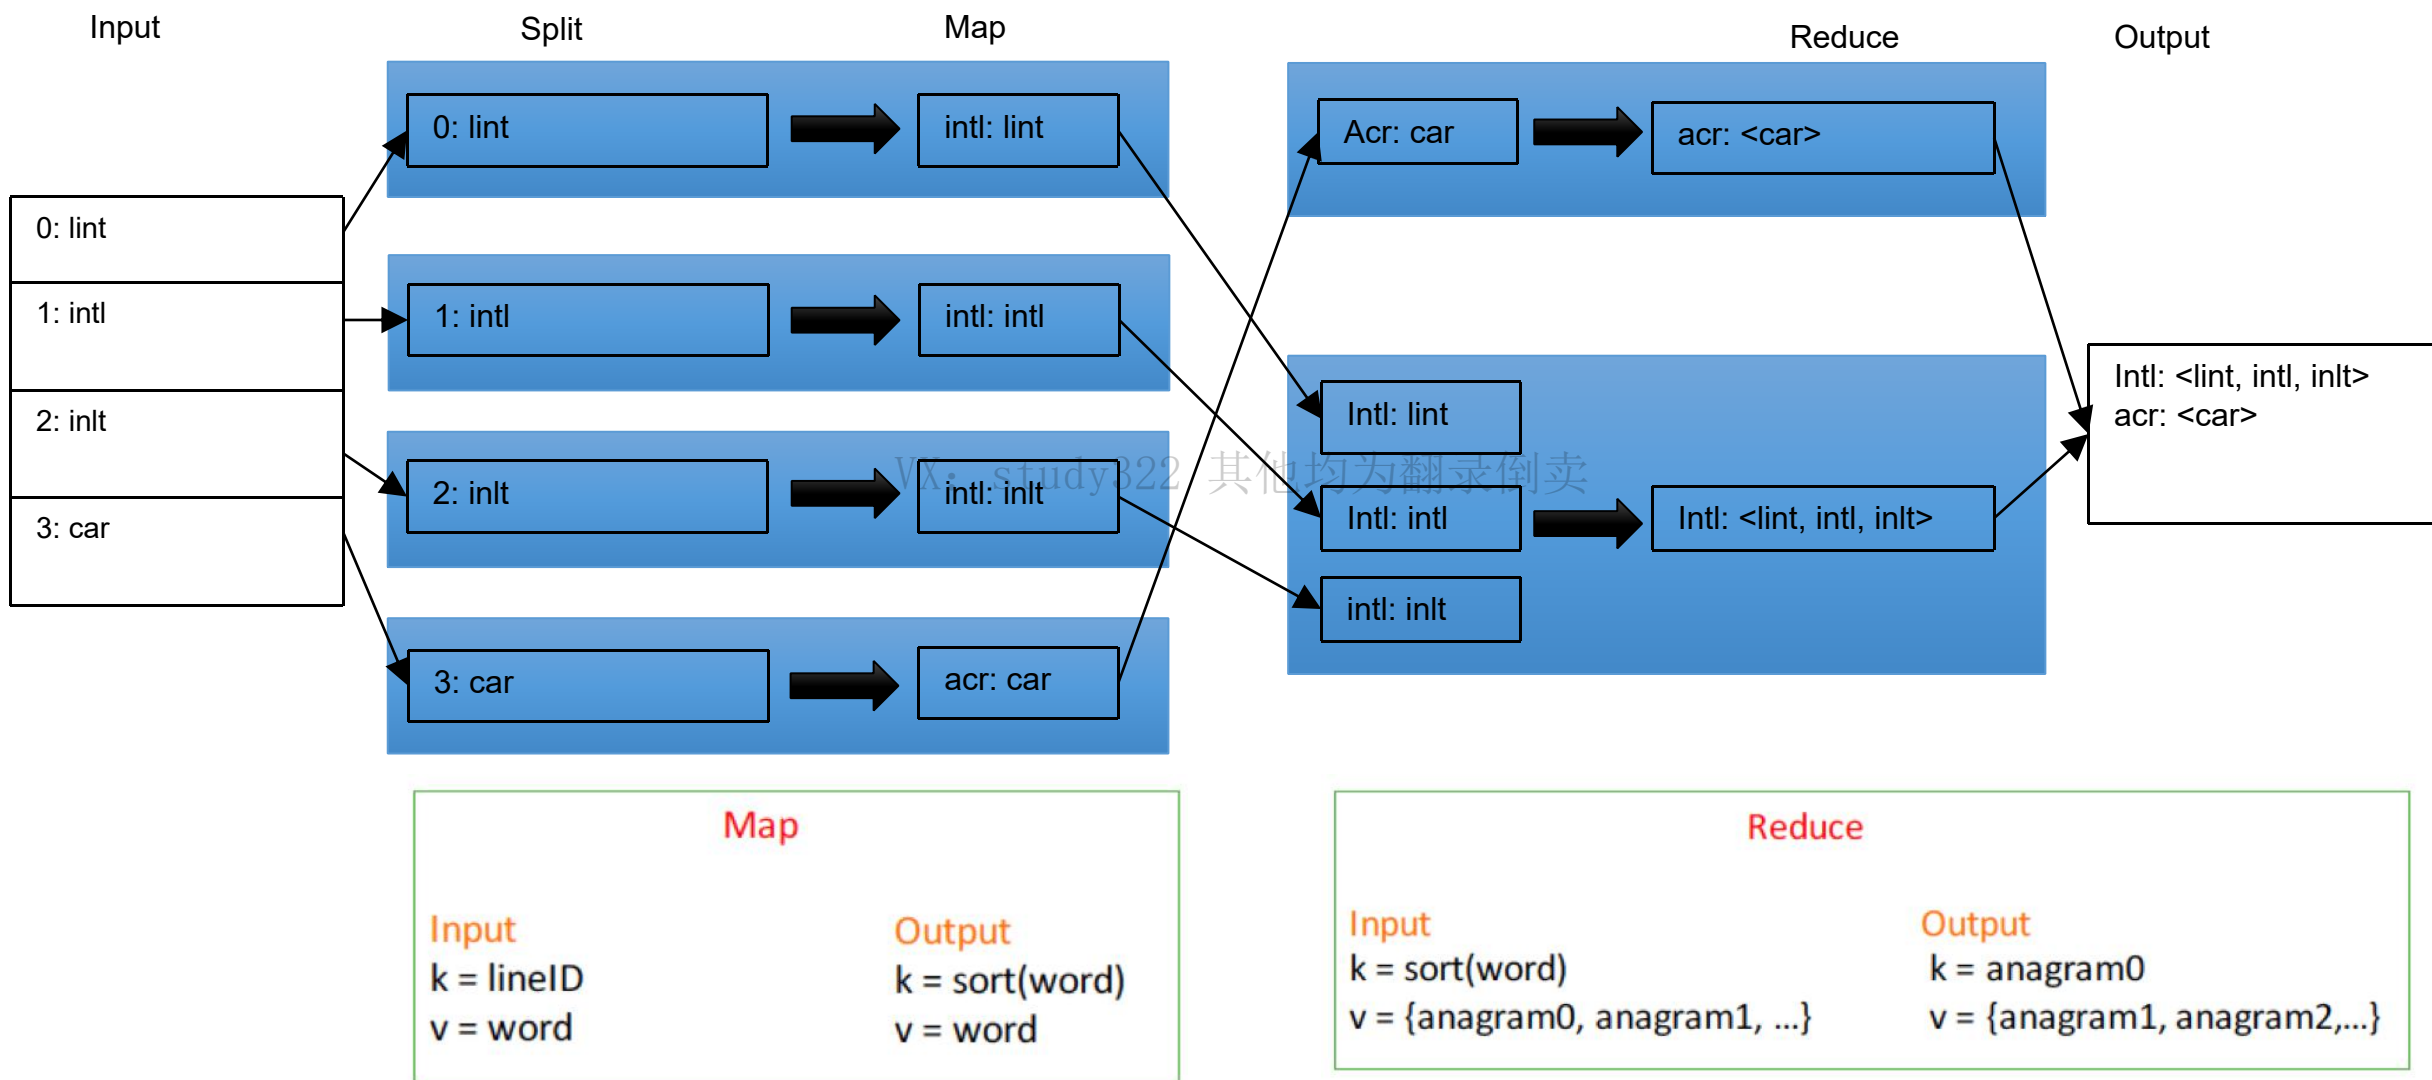 Input
Split
Map
Reduce
Output
0: lint
1: intl
2: inlt
3: car
0: lint
intl: lint
1: intl
intl: intl
2: inlt
intl: inlt
3: car
acr: car
Acr: car
acr: <car>
Intl: lint
Intl: intl
intl: inlt
Intl: <lint, intl, inlt>
Intl: <lint, intl, inlt>
acr: <car>
VX: study322 其他均为翻录倒卖
Map
Input
k = lineID
v = word
Output
k = sort(word)
v = word
Reduce
Input
k = sort(word)
v = {anagram0, anagram1, ...}
Output
k = anagram0
v = {anagram1, anagram2,...}